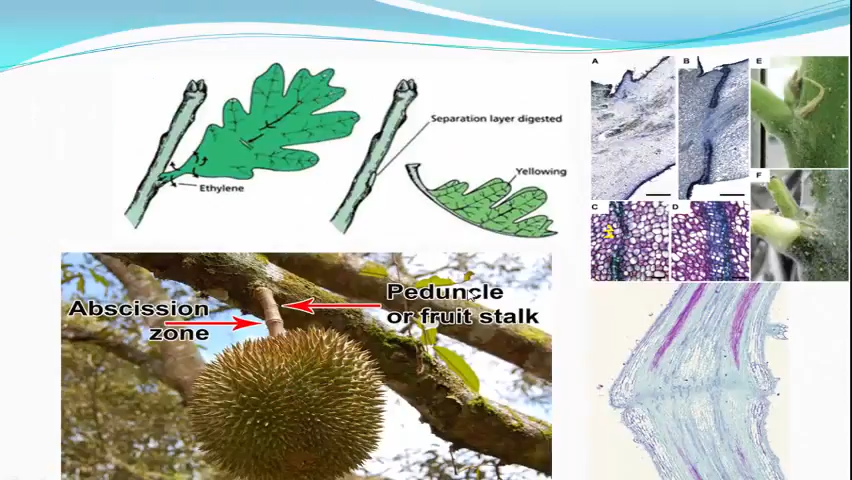 Separation layer digested
Yellowing
Ethylene
A
B
E
F
C
D
Abscission
zone
Peduncle
or fruit stalk